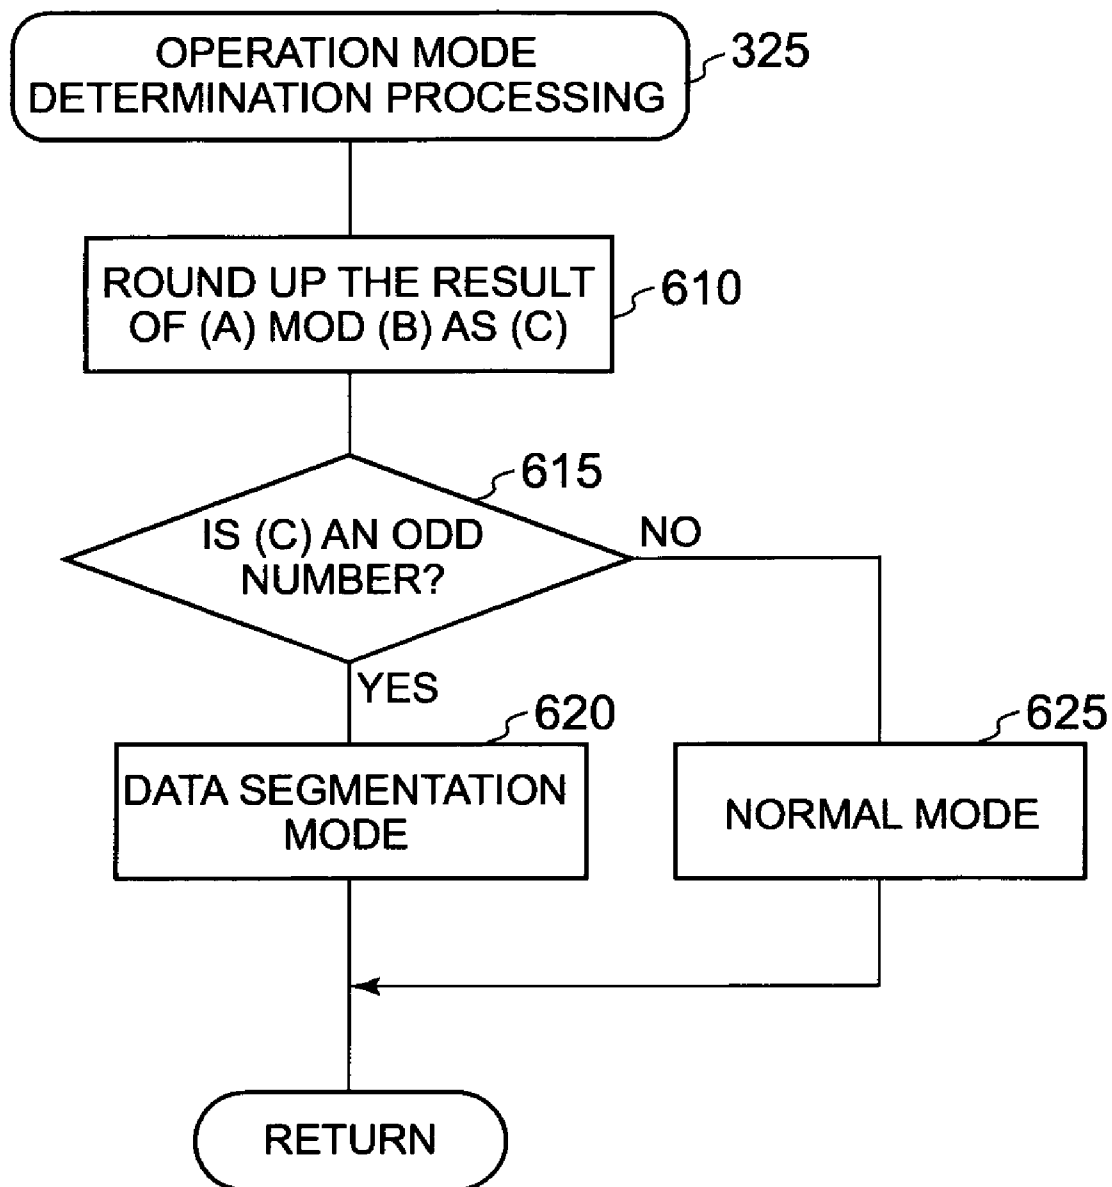 OPERATION MODE
DETERMINATION PROCESSING
325
ROUND UP THE RESULT
OF (A) MOD (B) AS (C)
610
615
IS (C) AN ODD
NUMBER?
NO
YES
620
625
DATA SEGMENTATION
MODE
NORMAL MODE
RETURN